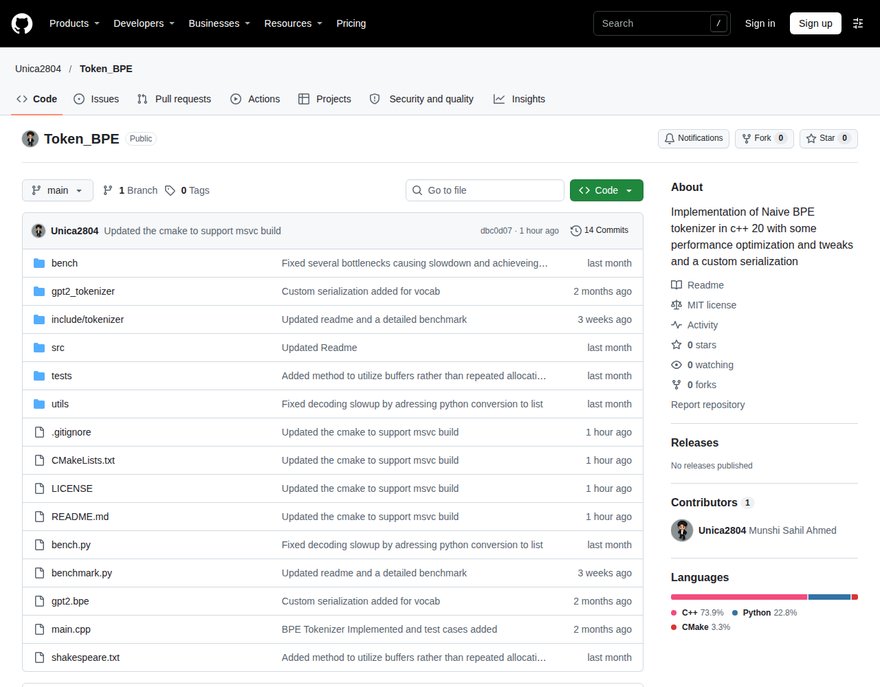 Products Developers Businesses Resources Pricing Search / Sign in Sign up
Unica2804 / Token_BPE
Code Issues Pull requests Actions Projects Security and quality Insights
Token_BPE Public Notifications Fork 0 Star 0
main 1 Branch 0 Tags Go to file Code
Unica2804 Updated the cmake to support msvc build dbc0d07 · 1 hour ago 14 Commits
bench Fixed several bottlenecks causing slowdown and achieveing… last month
gpt2_tokenizer Custom serialization added for vocab 2 months ago
include/tokenizer Updated readme and a detailed benchmark 3 weeks ago
src Updated Readme last month
tests Added method to utilize buffers rather than repeated allocati… last month
utils Fixed decoding slowup by adressing python conversion to list last month
.gitignore Updated the cmake to support msvc build 1 hour ago
CMakeLists.txt Updated the cmake to support msvc build 1 hour ago
LICENSE Updated the cmake to support msvc build 1 hour ago
README.md Updated the cmake to support msvc build 1 hour ago
bench.py Fixed decoding slowup by adressing python conversion to list last month
benchmark.py Updated readme and a detailed benchmark 3 weeks ago
gpt2.bpe Custom serialization added for vocab 2 months ago
main.cpp BPE Tokenizer Implemented and test cases added 2 months ago
shakespeare.txt Added method to utilize buffers rather than repeated allocati… last month
About
Implementation of Naive BPE
tokenizer in c++ 20 with some
performance optimization and tweaks
and a custom serialization
Readme
MIT license
Activity
0 stars
0 watching
0 forks
Report repository
Releases
No releases published
Contributors 1
Unica2804 Munshi Sahil Ahmed
Languages
C++ 73.9% Python 22.8%
CMake 3.3%